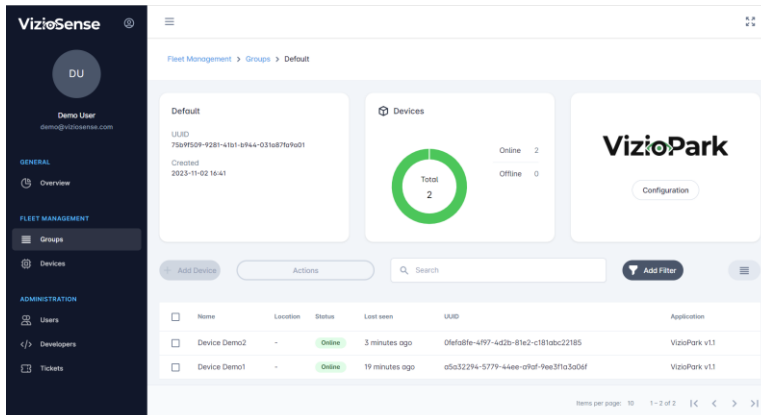 VizioSense
DU
Demo User
demo@viziosense.com
GENERAL
Overview
FLEET MANAGEMENT
Groups
Devices
ADMINISTRATION
Users
Developers
Tickets
Fleet Management > Groups > Default
Default
UUID
75b9f509-9281-41b1-b944-031a87fa9a01
Created
2023-11-02 16:41
Devices
Total
2
Online 2
Offline 0
VizioPark
Configuration
+ Add Device
Actions
Search
Add Filter
Name Location Status Last seen UUID Application
Device Demo2 - Online 3 minutes ago 0fefa8fe-4f97-4d2b-81e2-c181abc22185 VizioPark v1.1
Device Demo1 - Online 19 minutes ago a5a32294-5779-44ee-a9af-9ee3f1a3a06f VizioPark v1.1
Items per page: 10 1 - 2 of 2 |< < > >|